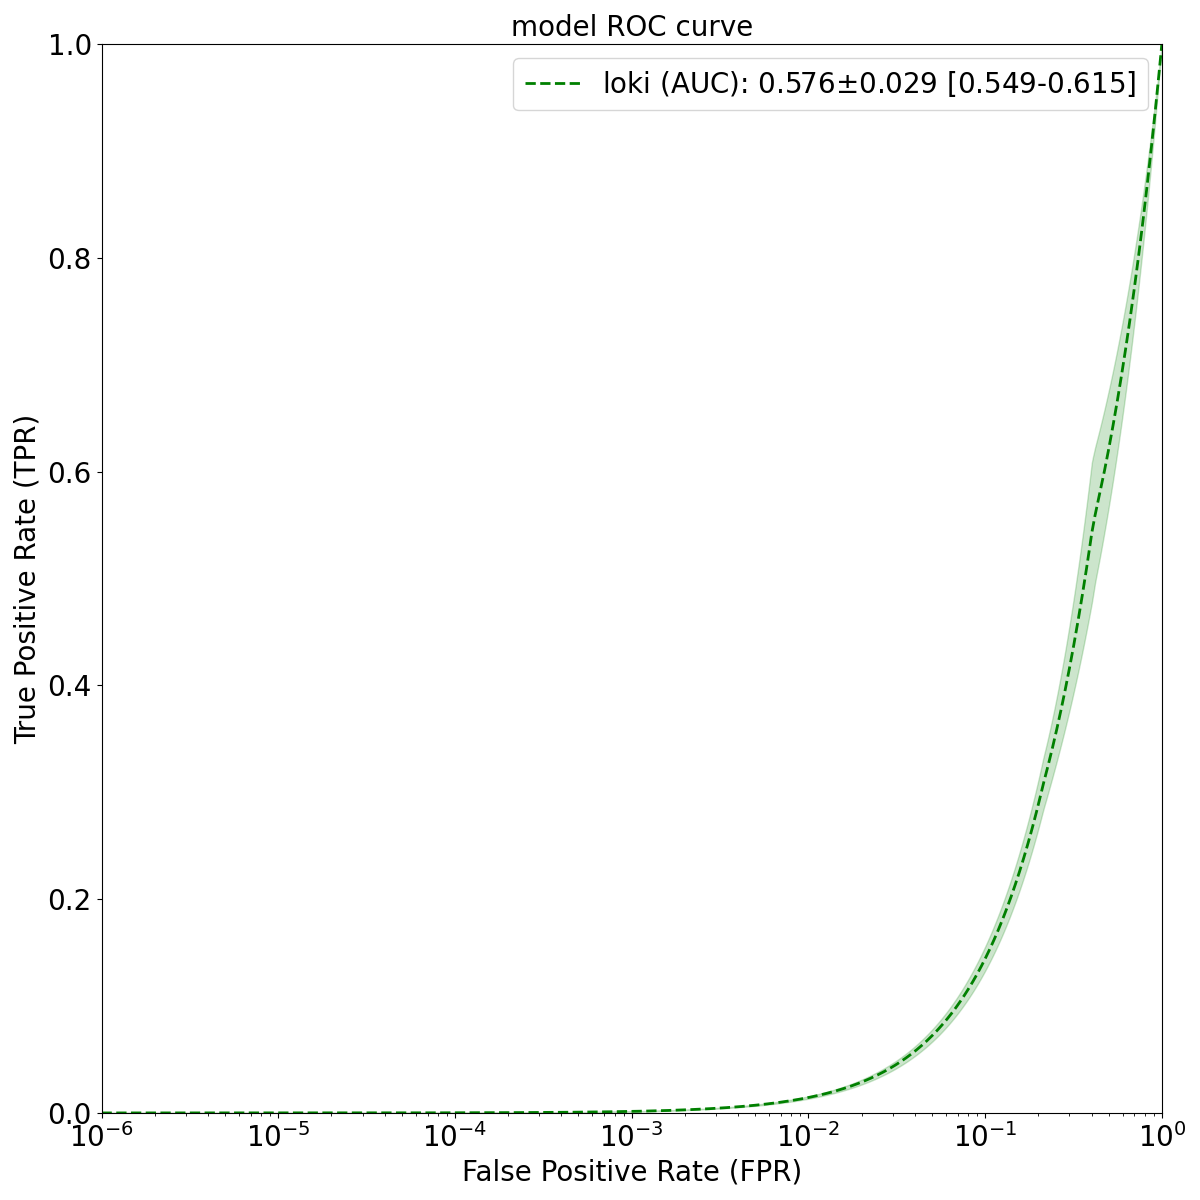 model ROC curve
loki (AUC): 0.576±0.029 [0.549-0.615]
True Positive Rate (TPR)
1.0
0.8
0.6
0.4
0.2
0.0
10⁻⁶ 10⁻⁵ 10⁻⁴ 10⁻³ 10⁻² 10⁻¹ 10⁰
False Positive Rate (FPR)